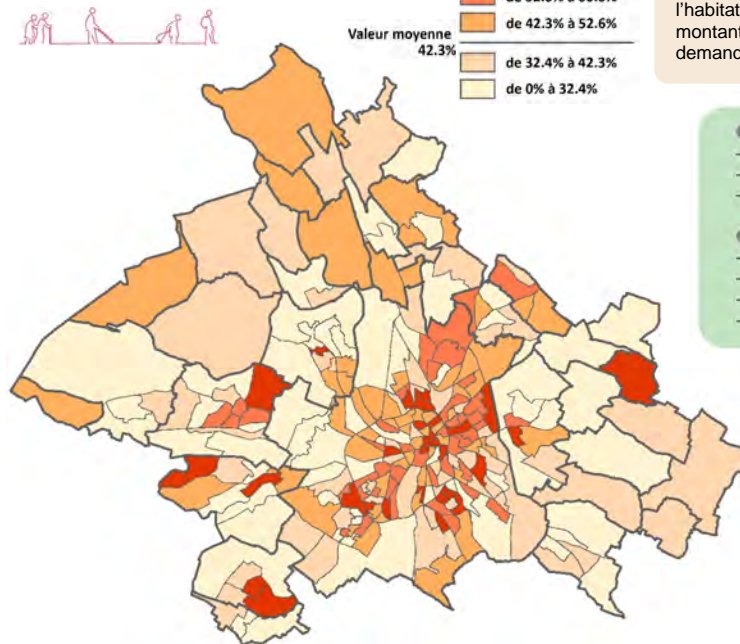 de 42.3% à 52.6%
Valeur moyenne
42.3%
de 32.4% à 42.3%
de 0% à 32.4%
l'habitat
montant
demand